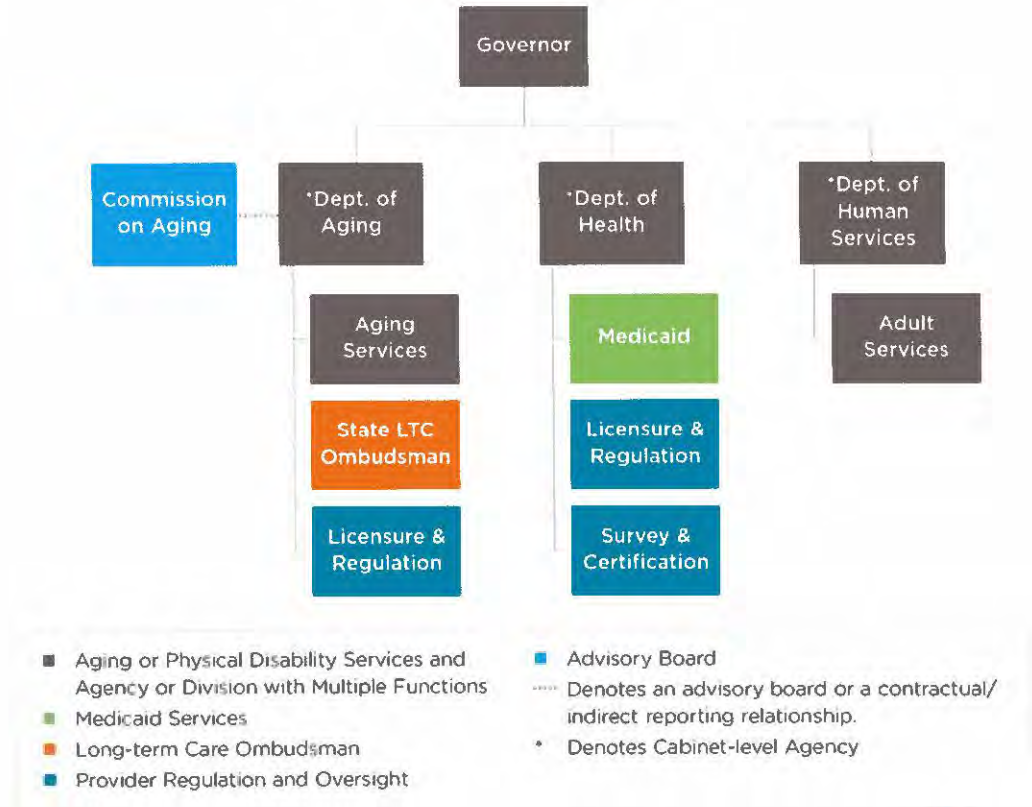 Governor
Commission
on Aging
*Dept. of
Aging
*Dept. of
Health
*Dept. of
Human
Services
Aging
Services
Medicaid
Adult
Services
State LTC
Ombudsman
Licensure &
Regulation
Licensure &
Regulation
Survey &
Certification
Aging or Physical Disability Services and
Agency or Division with Multiple Functions
Medicaid Services
Long-term Care Ombudsman
Provider Regulation and Oversight
Advisory Board
Denotes an advisory board or a contractual/
indirect reporting relationship.
* Denotes Cabinet-level Agency